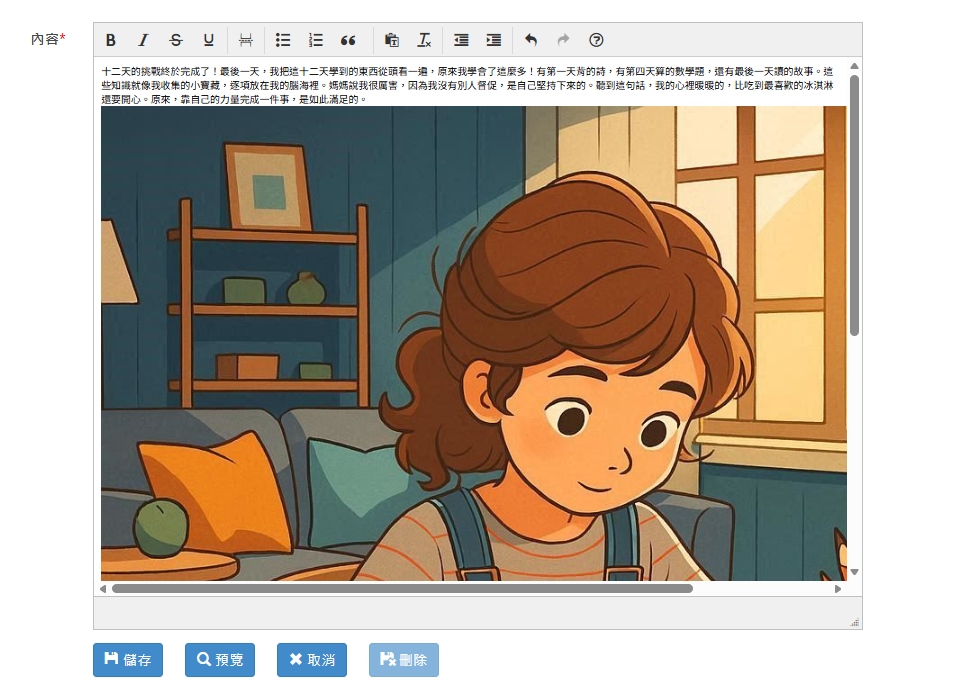 內容*
十二天的挑戰終於完成了！最後一天，我把這十二天學到的東西從頭看一遍，原來我學會了這麼多！有第一天背的詩，有第四天算的數學題，還有最後一天讀的故事。這
些知識就像我收集的小寶藏，逐項放在我的腦海裡。媽媽說我很厲害，因為我沒有別人督促，是自己堅持下來的。聽到這句話，我的心裡暖暖的，比吃到最喜歡的冰淇淋
還要開心。原來，靠自己的力量完成一件事，是如此滿足的。
儲存 預覽 取消 刪除